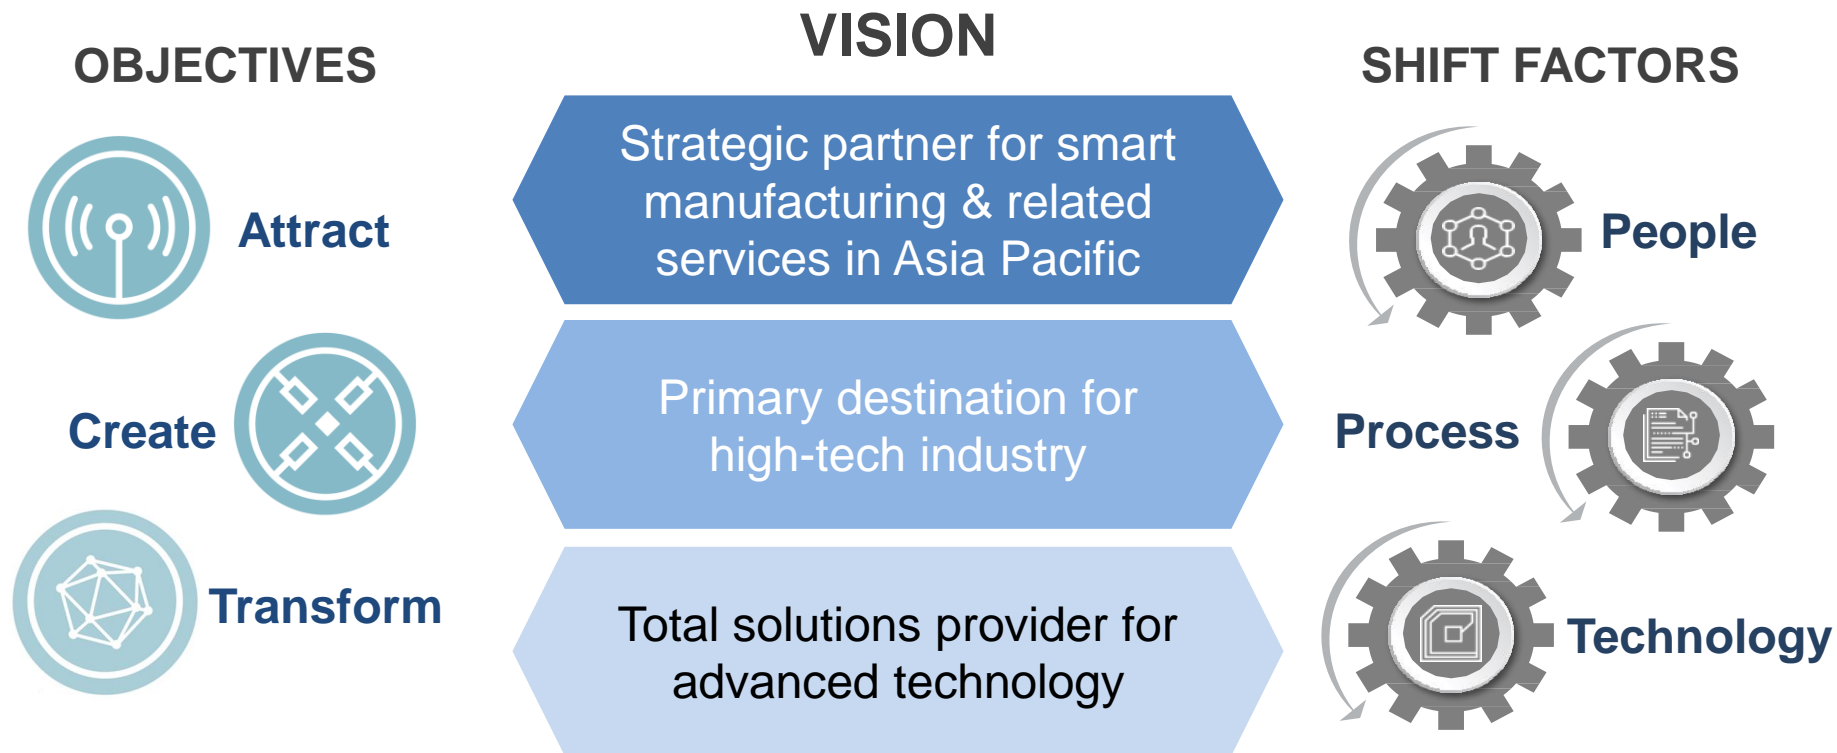 OBJECTIVES
Attract
Create
Transform
VISION
Strategic partner for smart
manufacturing & related
services in Asia Pacific
Primary destination for
high-tech industry
Total solutions provider for
advanced technology
SHIFT FACTORS
People
Process
Technology